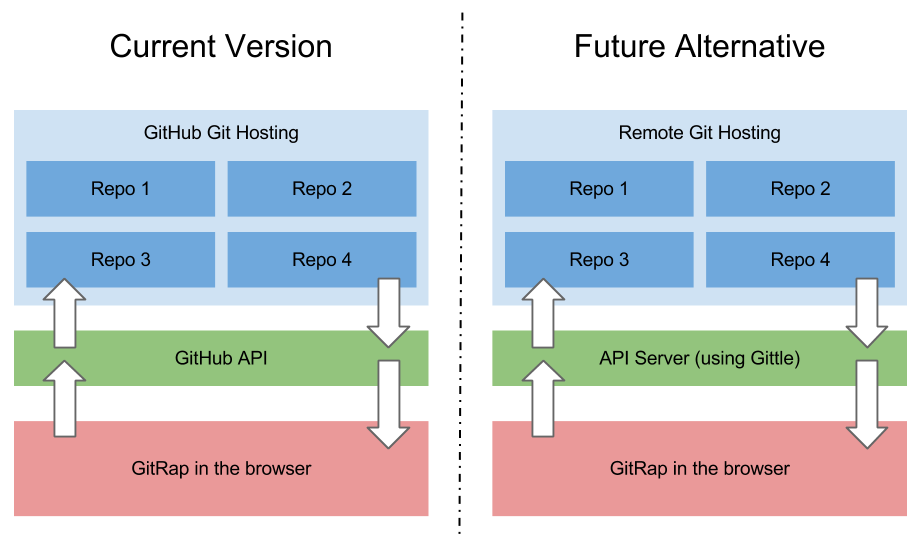 Current Version
GitHub Git Hosting
Repo 1
Repo 2
Repo 3
Repo 4
GitHub API
GitRap in the browser
Future Alternative
Remote Git Hosting
Repo 1
Repo 2
Repo 3
Repo 4
API Server (using Gittle)
GitRap in the browser